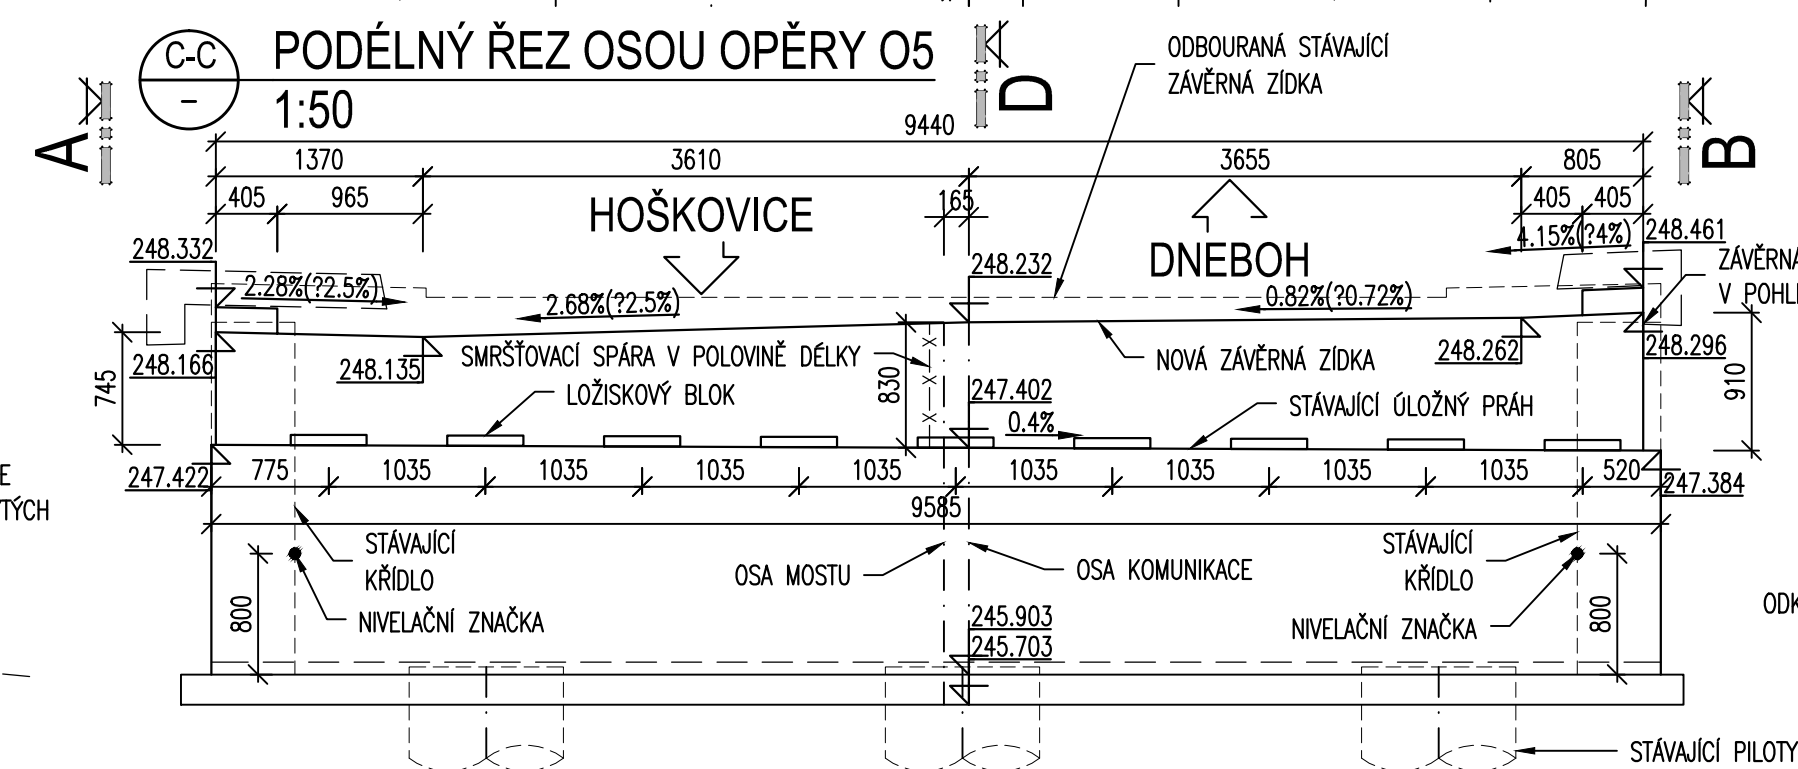 C-C
-
PODÉLNÝ ŘEZ OSOU OPĚRY O5
1:50
A
D
B
ODBOURANÁ STÁVAJÍCÍ
ZÁVĚRNÁ ZÍDKA
9440
1370
3610
3655
805
405
965
165
405
405
HOŠKOVICE
DNEBOH
248.332
2.28%(?2.5%)
2.68%(?2.5%)
248.232
0.82%(?0.72%)
4.15%(?4%)
248.461
ZÁVĚRNÁ
V POHL
745
248.166
248.135
SMRŠŤOVACÍ SPÁRA V POLOVINĚ DÉLKY
LOŽISKOVÝ BLOK
830
247.402
0.4%
NOVÁ ZÁVĚRNÁ ZÍDKA
STÁVAJÍCÍ ÚLOŽNÝ PRÁH
248.262
248.296
910
247.422
775
1035
1035
1035
1035
1035
1035
1035
1035
520
247.384
9585
E
TÝCH
STÁVAJÍCÍ
KŘÍDLO
NIVELAČNÍ ZNAČKA
800
OSA MOSTU
OSA KOMUNIKACE
245.903
245.703
STÁVAJÍCÍ
KŘÍDLO
NIVELAČNÍ ZNAČKA
800
ODK
STÁVAJÍCÍ PILOTY